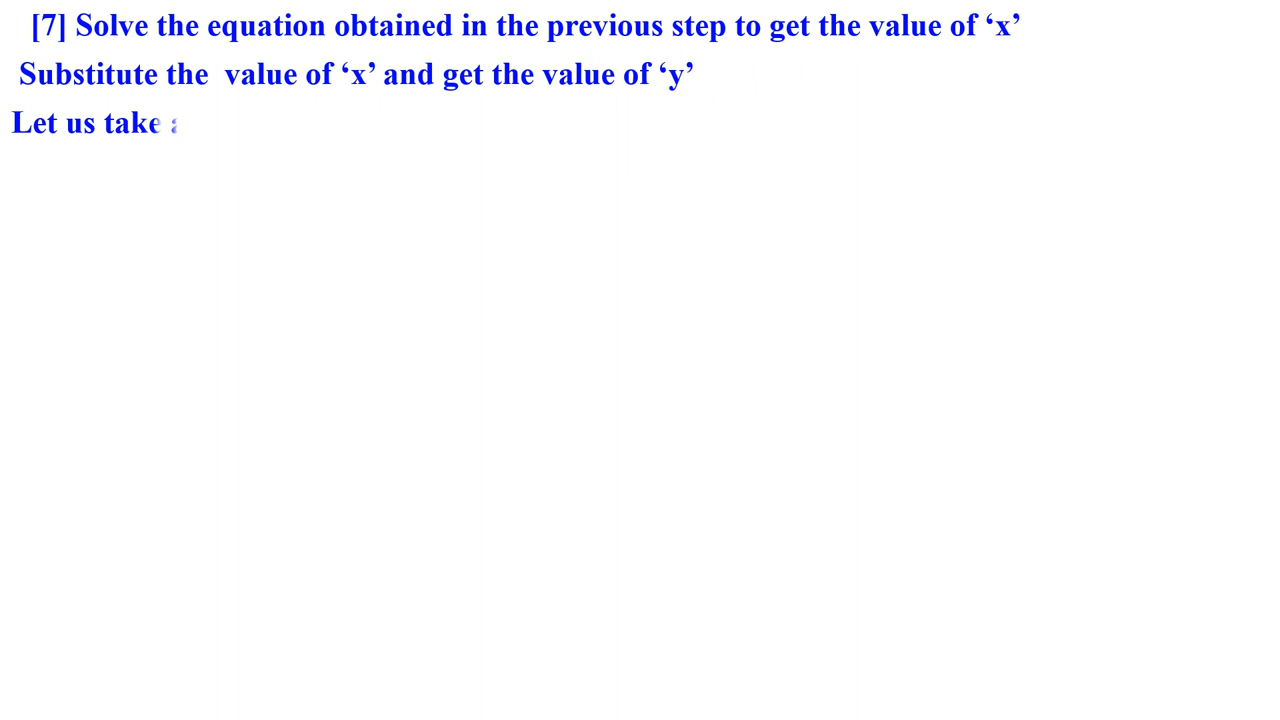 [7] Solve the equation obtained in the previous step to get the value of ‘x’
Substitute the value of ‘x’ and get the value of ‘y’
Let us take a